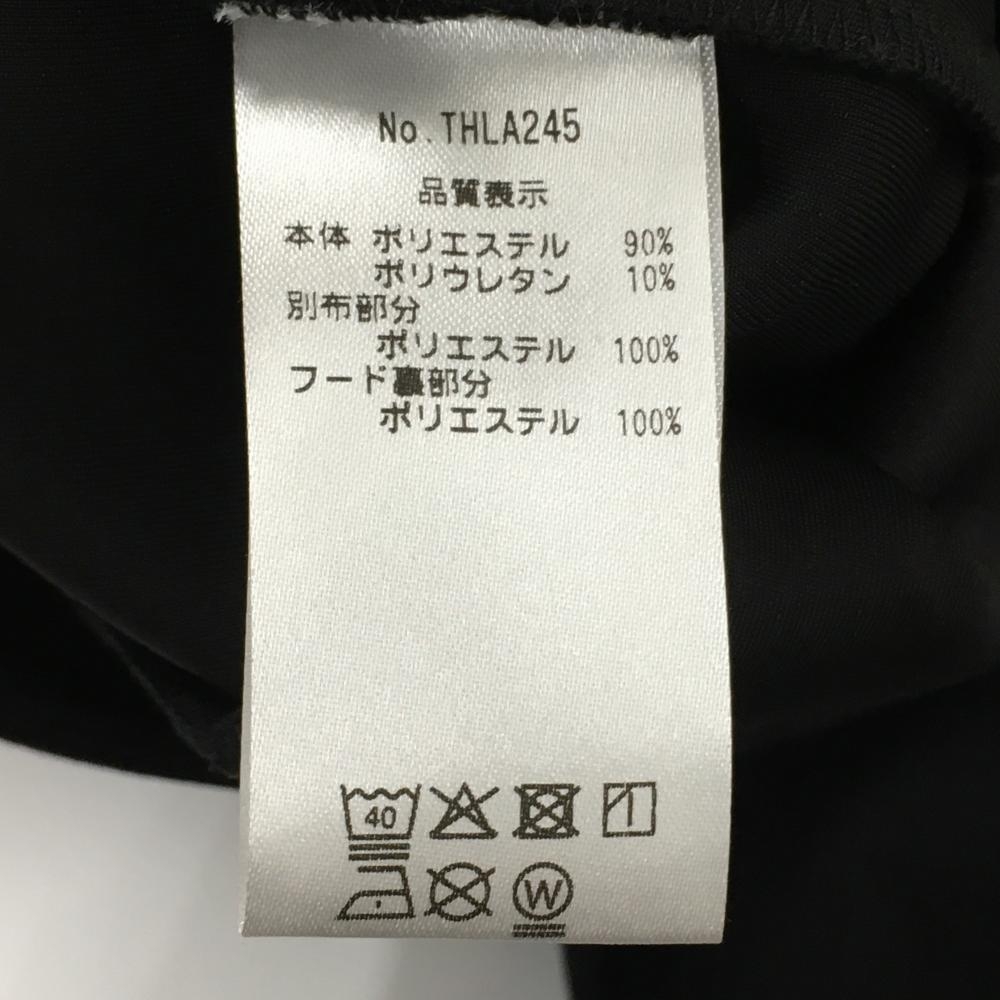 No.THLA245
品質表示
本体 ポリエステル 90%
ポリウレタン 10%
別布部分
ポリエステル 100%
フード裏部分
ポリエステル 100%
40
W